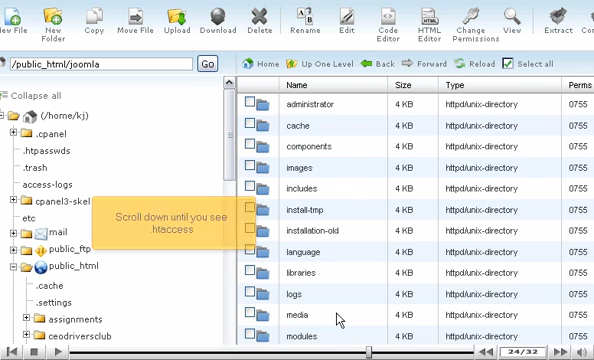 New File
New Folder
Copy
Move File
Upload
Download
Delete
Rename
Edit
Code Editor
HTML Editor
Change Permissions
View
Extract
/public_html/joomla
Go
Home
Up One Level
Back
Forward
Reload
Select all
Collapse all
(/home/kj)
.cpanel
.htpasswds
.trash
access-logs
cpanel3-skel
etc
mail
public_ftp
public_html
.cache
.settings
assignments
ceodriversclub
Scroll down until you see
.htaccess
Name Size Type Perms
administrator 4 KB httpd/unix-directory 0755
cache 4 KB httpd/unix-directory 0755
components 4 KB httpd/unix-directory 0755
images 4 KB httpd/unix-directory 0755
includes 4 KB httpd/unix-directory 0755
install-tmp 4 KB httpd/unix-directory 0755
installation-old 4 KB httpd/unix-directory 0755
language 4 KB httpd/unix-directory 0755
libraries 4 KB httpd/unix-directory 0755
logs 4 KB httpd/unix-directory 0755
media 4 KB httpd/unix-directory 0755
modules 4 KB httpd/unix-directory 0755
24/32